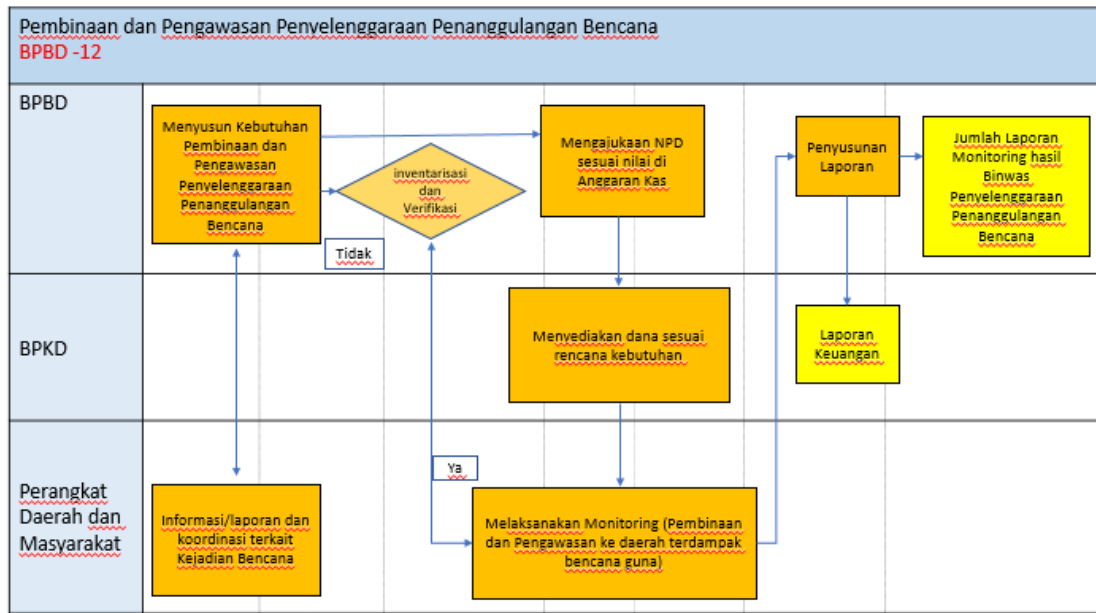 Pembinaan dan Pengawasan Penyelenggaraan Penanggulangan Bencana
BPBD -12
BPBD
Menyusun Kebutuhan
Pembinaan dan
Pengawasan
Penyelenggaraan
Penanggulangan
Bencana
inventarisasi
dan
Verifikasi
Tidak
Mengajukaan NPD
sesuai nilai di
Anggaran Kas
Penyusunan
Laporan
Jumlah Laporan
Monitoring hasil
Binwas
Penyelenggaraan
Penanggulangan
Bencana
BPKD
Menyediakan dana sesuai
rencana kebutuhan
Laporan
Keuangan
Perangkat
Daerah dan
Masyarakat
Informasi/laporan dan
koordinasi terkait
Kejadian Bencana
Ya
Melaksanakan Monitoring (Pembinaan
dan Pengawasan ke daerah terdampak
bencana guna)